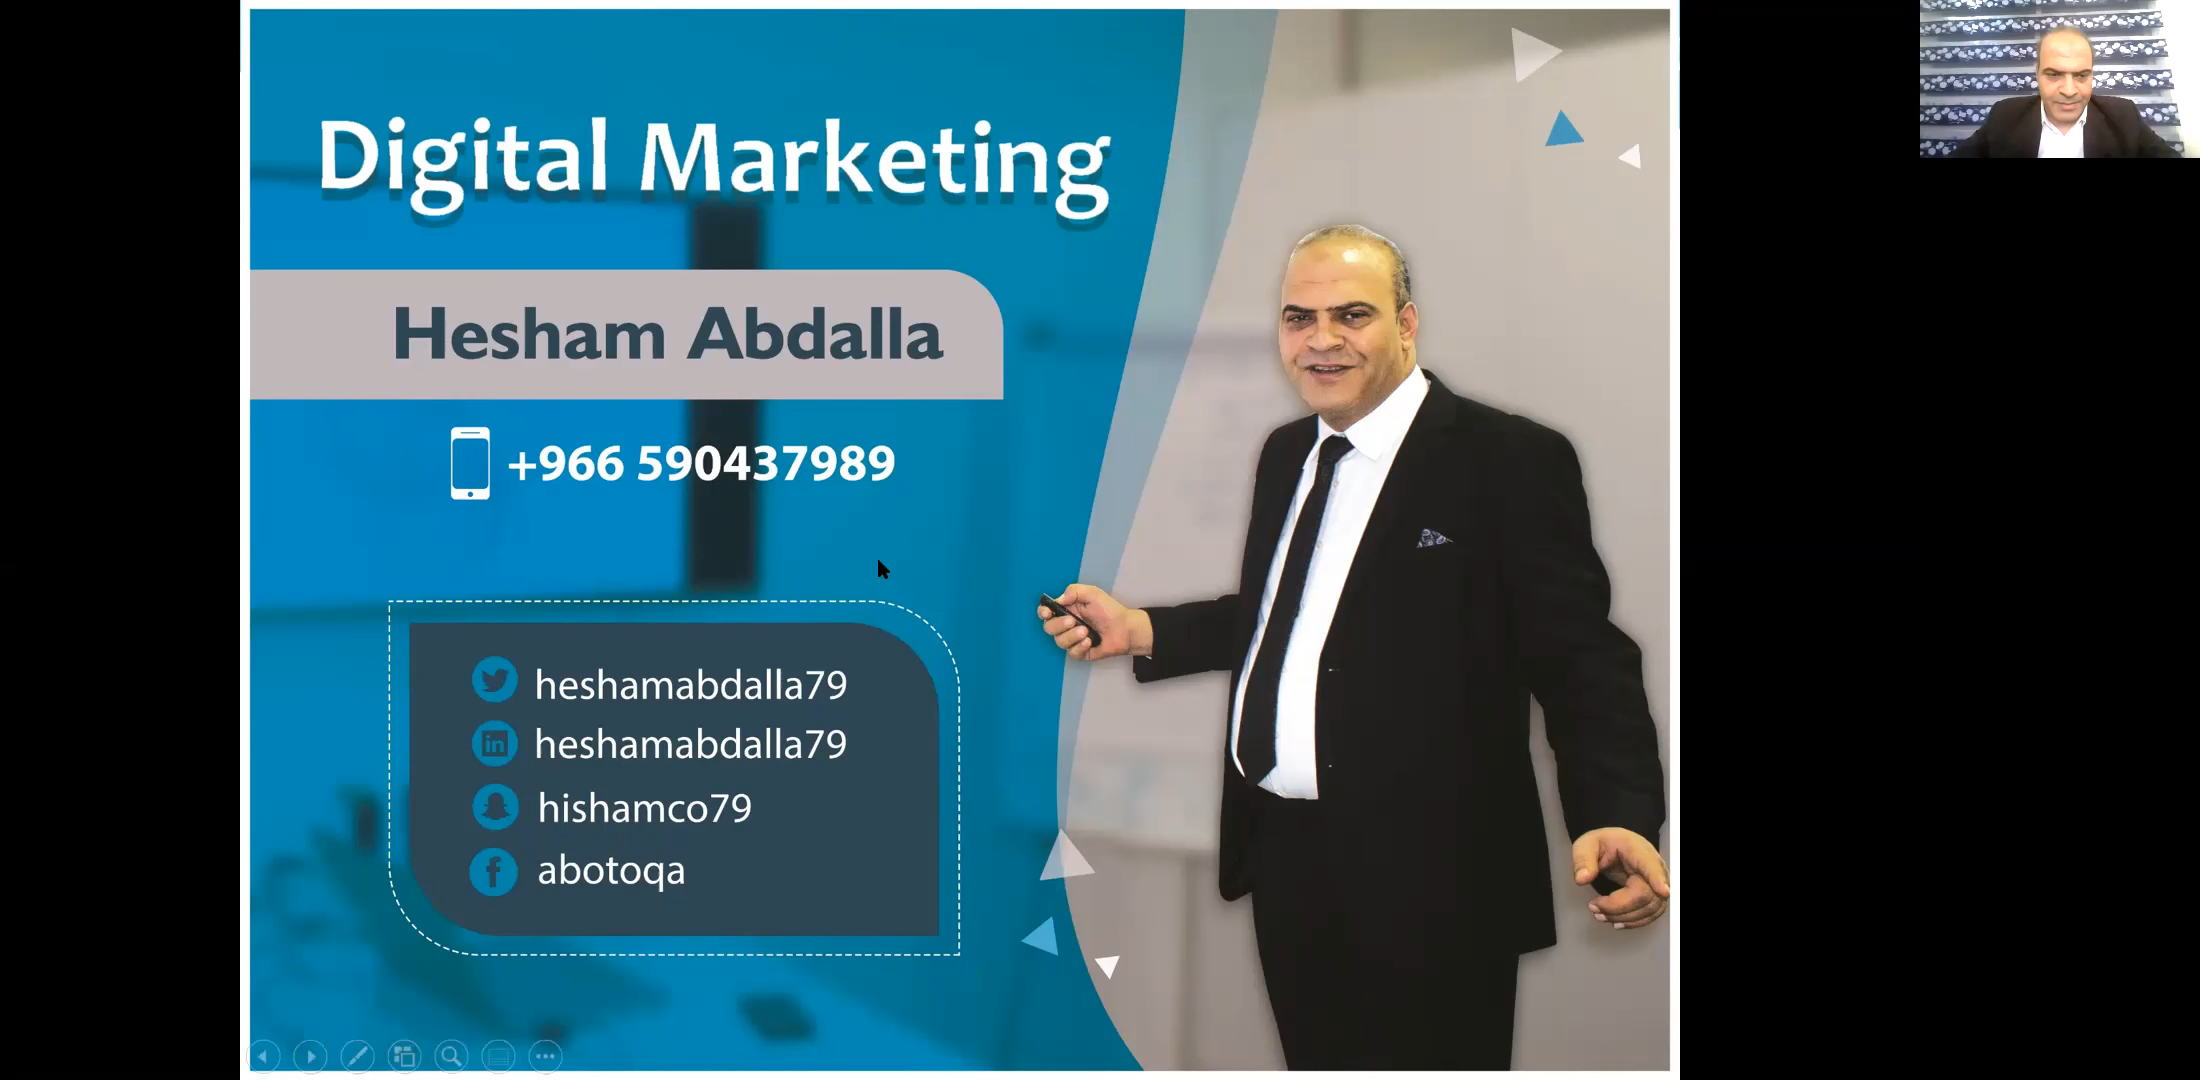 Digital Marketing
Hesham Abdalla
+966 590437989
heshamabdalla79
heshamabdalla79
hishamco79
abotoqa